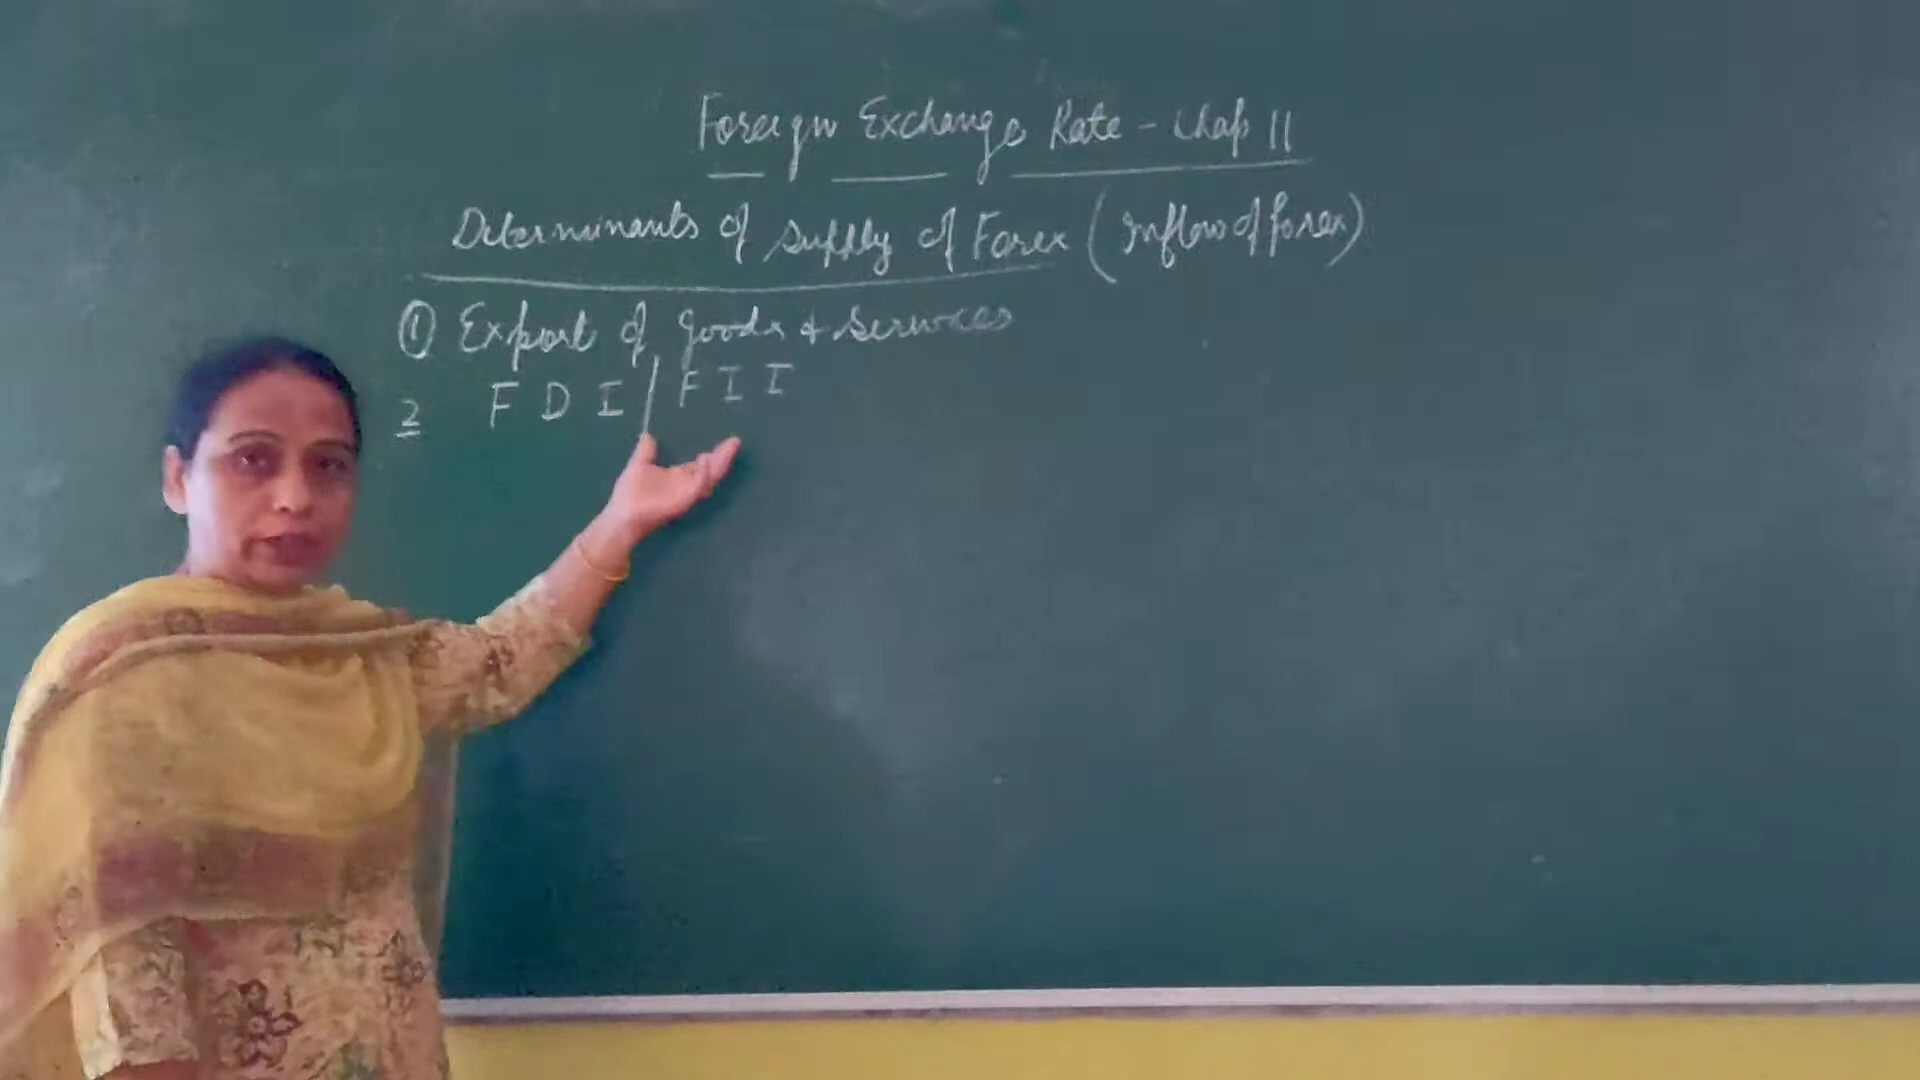 Foreign Exchange Rate - Chap 11
Determinants of Supply of Forex (Inflow of forex)
① Export of goods & Services
2 F D I / F I I